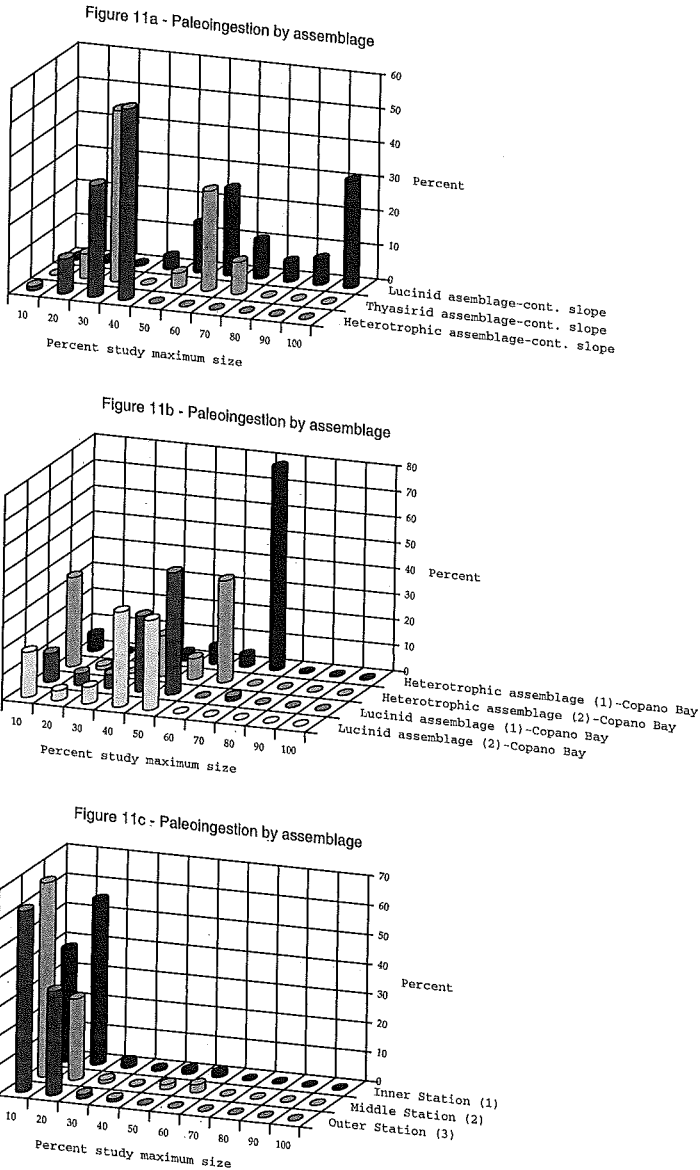 Figure 11a - Paleoingestion by assemblage
60
50
40
30
20
10
0
Percent
Lucinid asemblage-cont. slope
Thyasirid assemblage-cont. slope
Heterotrophic assemblage-cont. slope
10 20 30 40 50 60 70 80 90 100
Percent study maximum size
Figure 11b - Paleoingestion by assemblage
80
70
60
50
40
30
20
10
0
Percent
Heterotrophic assemblage (1)-Copano Bay
Heterotrophic assemblage (2)-Copano Bay
Lucinid assemblage (1)-Copano Bay
Lucinid assemblage (2)-Copano Bay
10 20 30 40 50 60 70 80 90 100
Percent study maximum size
Figure 11c - Paleoingestion by assemblage
70
60
50
40
30
20
10
0
Percent
Inner Station (1)
Middle Station (2)
Outer Station (3)
10 20 30 40 50 60 70 80 90 100
Percent study maximum size